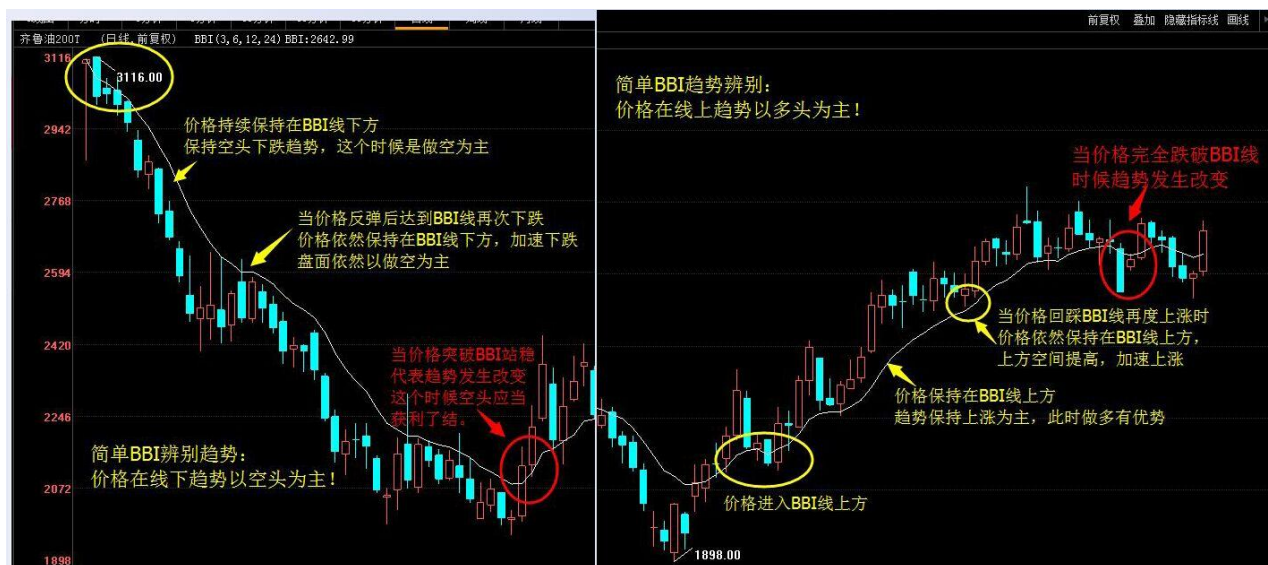 前复权 叠加 隐藏指标线 画线
齐鲁油200T (日线,前复权) BBI(3,6,12,24) BBI:2642.99
3116
3116.00
2942
2768
2594
2420
2246
2072
1898
价格持续保持在BBI线下方
保持空头下跌趋势,这个时候是做空为主
当价格反弹后达到BBI线再次下跌
价格依然保持在BBI线下方,加速下跌
盘面依然以做空为主
当价格突破BBI站稳
代表趋势发生改变
这个时候空头应当
获利了结。
简单BBI辨别趋势:
价格在线下趋势以空头为主!
简单BBI趋势辨别:
价格在线上趋势以多头为主!
当价格完全跌破BBI线
时候趋势发生改变
当价格回踩BBI线再度上涨时
价格依然保持在BBI线上方,
上方空间提高,加速上涨
价格保持在BBI线上方
趋势保持上涨为主,此时做多有优势
价格进入BBI线上方
1898.00